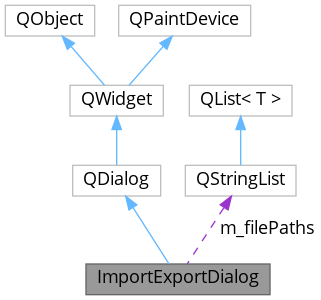 QObject
QPaintDevice
QWidget
QList< T >
QDialog
QStringList
m_filePaths
ImportExportDialog